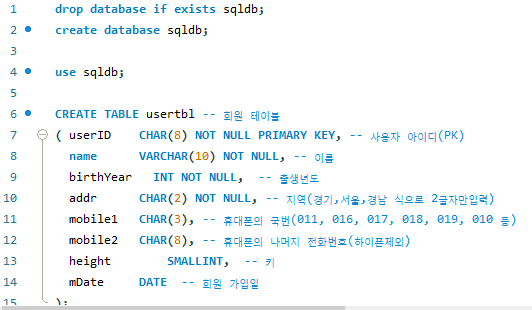 1 drop database if exists sqldb;
2 create database sqldb;
3
4 use sqldb;
5
6 CREATE TABLE usertbl -- 회원 테이블
7 ( userID CHAR(8) NOT NULL PRIMARY KEY, -- 사용자 아이디(PK)
8 name VARCHAR(10) NOT NULL, -- 이름
9 birthYear INT NOT NULL, -- 출생년도
10 addr CHAR(2) NOT NULL, -- 지역(경기,서울,경남 식으로 2글자만입력)
11 mobile1 CHAR(3), -- 휴대폰의 국번(011, 016, 017, 018, 019, 010 등)
12 mobile2 CHAR(8), -- 휴대폰의 나머지 전화번호(하이픈제외)
13 height SMALLINT, -- 키
14 mDate DATE -- 회원 가입일
15 );